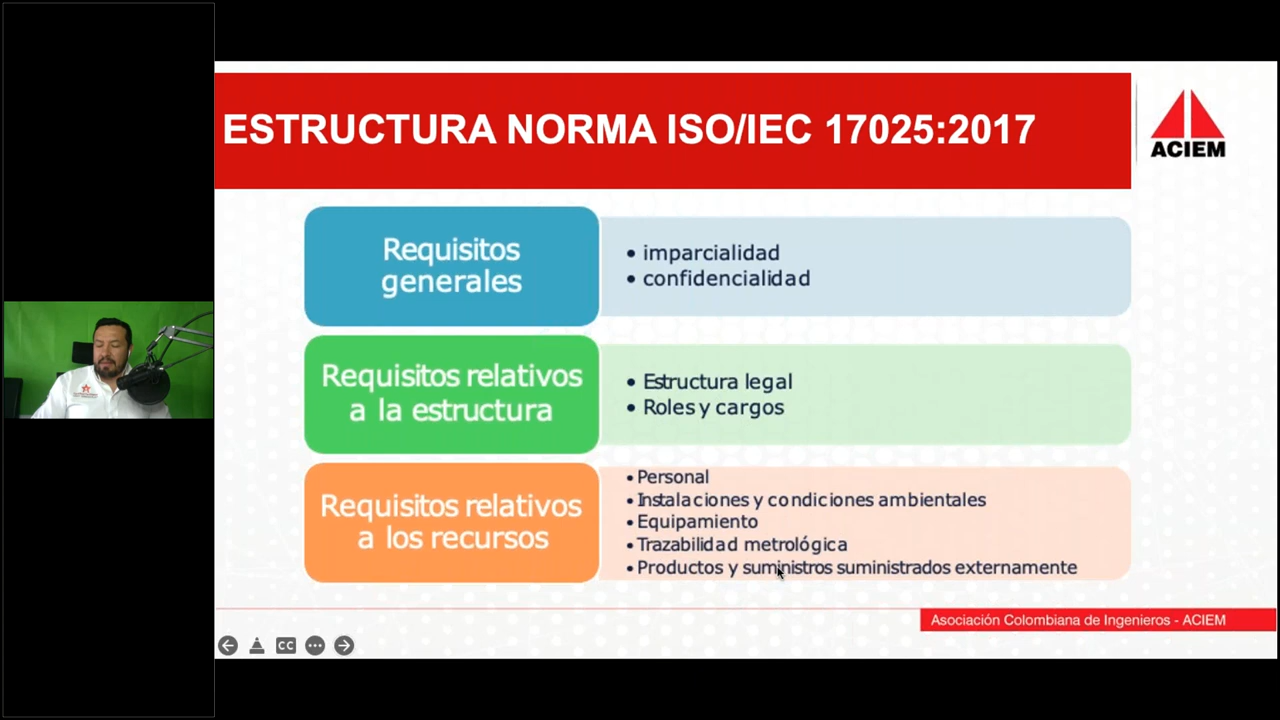 ESTRUCTURA NORMA ISO/IEC 17025:2017
ACIEM
Requisitos
generales
• imparcialidad
• confidencialidad
Requisitos relativos
a la estructura
• Estructura legal
• Roles y cargos
Requisitos relativos
a los recursos
• Personal
• Instalaciones y condiciones ambientales
• Equipamiento
• Trazabilidad metrológica
• Productos y suministros suministrados externamente
Asociación Colombiana de Ingenieros - ACIEM
CC